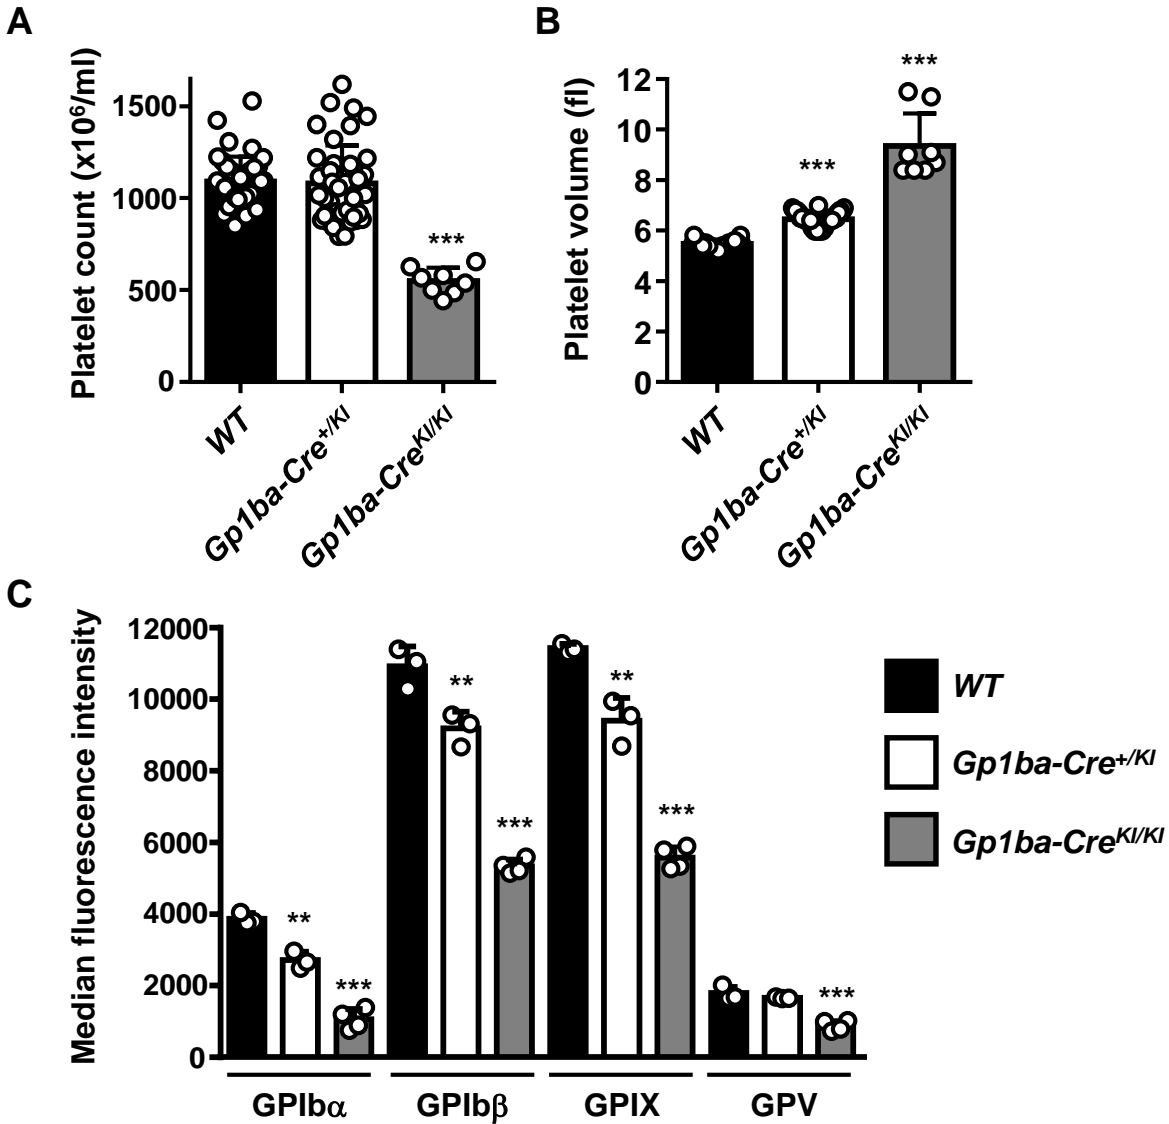 A
Platelet count (x10⁶/ml)
1500
1000
500
0
***
WT
Gp1ba-Cre⁺/ᴷᴵ
Gp1ba-Creᴷᴵ/ᴷᴵ
B
Platelet volume (fl)
12
10
8
6
4
2
0
***
***
WT
Gp1ba-Cre⁺/ᴷᴵ
Gp1ba-Creᴷᴵ/ᴷᴵ
C
Median fluorescence intensity
12000
10000
8000
6000
4000
2000
0
**
***
**
***
**
***
***
GPIbα
GPIbβ
GPIX
GPV
WT
Gp1ba-Cre⁺/ᴷᴵ
Gp1ba-Creᴷᴵ/ᴷᴵ